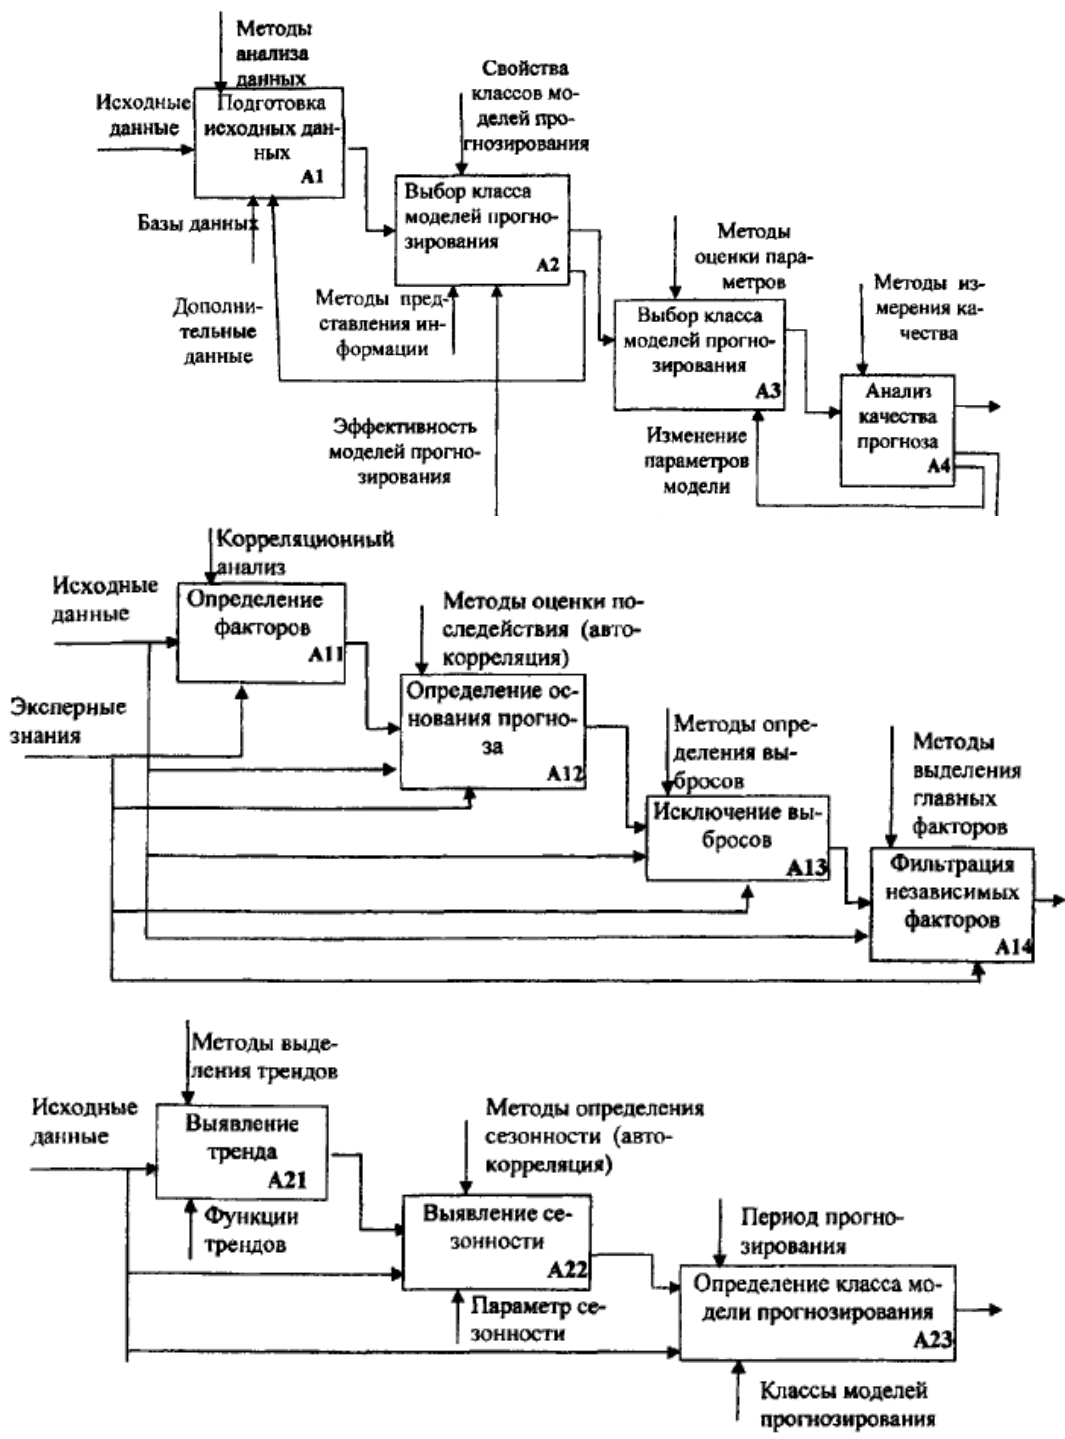 Методы
анализа
данных
Исходные
данные
Подготовка
исходных дан-
ных
A1
Базы данных
Свойства
классов мо-
делей про-
гнозирования
Выбор класса
моделей прогно-
зирования
A2
Дополни-
тельные
данные
Методы пред-
ставления ин-
формации
Эффективность
моделей прогно-
зирования
Методы
оценки пара-
метров
Выбор класса
моделей прогно-
зирования
A3
Изменение
параметров
модели
Методы из-
мерения ка-
чества
Анализ
качества
прогноза
A4
Корреляционный
анализ
Исходные
данные
Определение
факторов
A11
Эксперные
знания
Методы оценки по-
следействия (авто-
корреляция)
Определение ос-
нования прогно-
за
A12
Методы опре-
деления вы-
бросов
Исключение вы-
бросов
A13
Методы
выделения
главных
факторов
Фильтрация
независимых
факторов
A14
Методы выде-
ления трендов
Исходные
данные
Выявление
тренда
A21
Функции
трендов
Методы определения
сезонности (авто-
корреляция)
Выявление се-
зонности
A22
Параметр се-
зонности
Период прогно-
зирования
Определение класса мо-
дели прогнозирования
A23
Классы моделей
прогнозирования